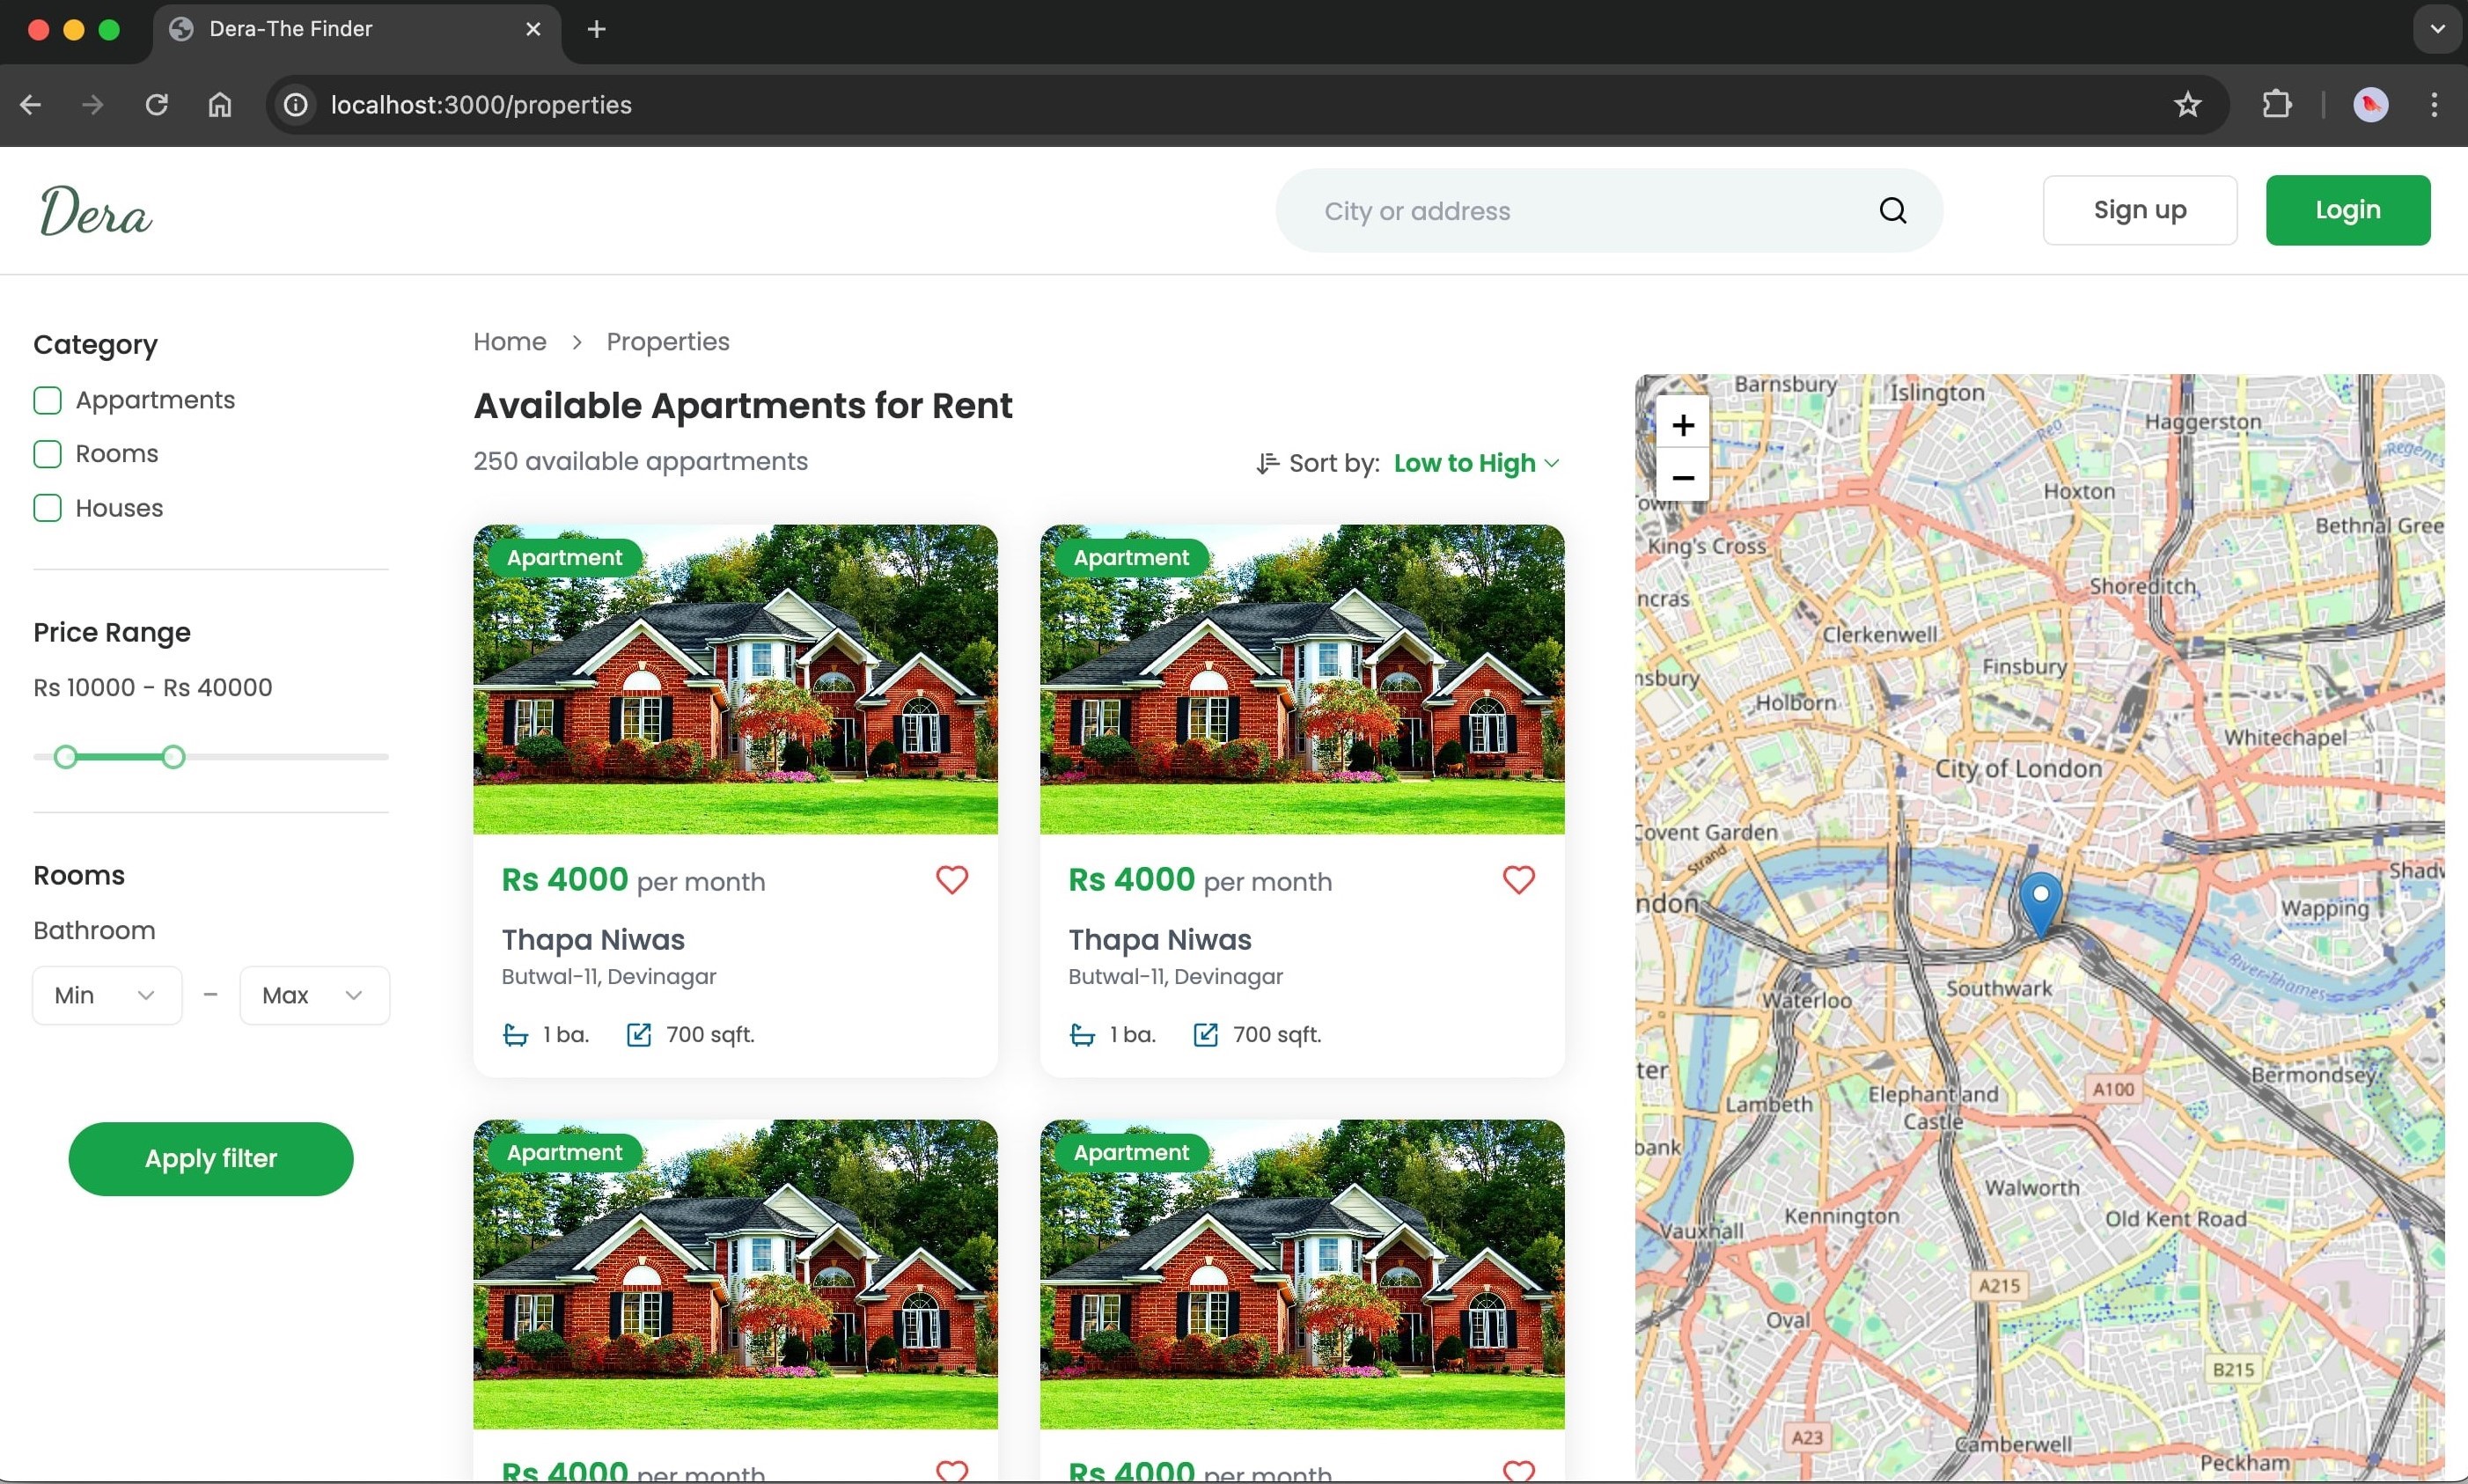 Dera-The Finder
localhost:3000/properties
Dera
City or address
Sign up
Login
Category
Appartments
Rooms
Houses
Price Range
Rs 10000 - Rs 40000
Rooms
Bathroom
Min
–
Max
Apply filter
Home > Properties
Available Apartments for Rent
250 available appartments
Sort by: Low to High
Apartment
Rs 4000 per month
Thapa Niwas
Butwal-11, Devinagar
1 ba.
700 sqft.
Apartment
Rs 4000 per month
Thapa Niwas
Butwal-11, Devinagar
1 ba.
700 sqft.
Apartment
Rs 4000 per month
Apartment
Rs 4000 per month
+
−
Barnsbury
Islington
Haggerston
Regent's
Hoxton
Bethnal Gree
King's Cross
Shoreditch
ncras
Clerkenwell
Finsbury
nsbury
Holborn
Whitechapel
City of London
Covent Garden
Strand
Shadw
ndon
Wapping
River Thames
Southwark
Waterloo
ter
Bermondsey
Elephant and
Castle
A100
Lambeth
bank
Walworth
Kennington
Old Kent Road
Vauxhall
A215
Oval
B215
A23
Camberwell
Peckham